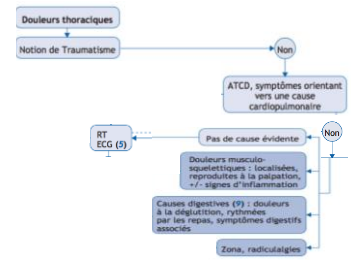 Douleurs thoraciques
Notion de Traumatisme
Non
ATCD, symptômes orientant
vers une cause
cardiopulmonaire
Non
RT
ECG (5)
Pas de cause évidente
Douleurs musculo-
squelettiques : localisées,
reproduites à la palpation,
+/- signes d'inflammation
Causes digestives (9) : douleurs
à la déglutition, rythmées
par les repas, symptômes digestifs
associés
Zona, radiculalgies